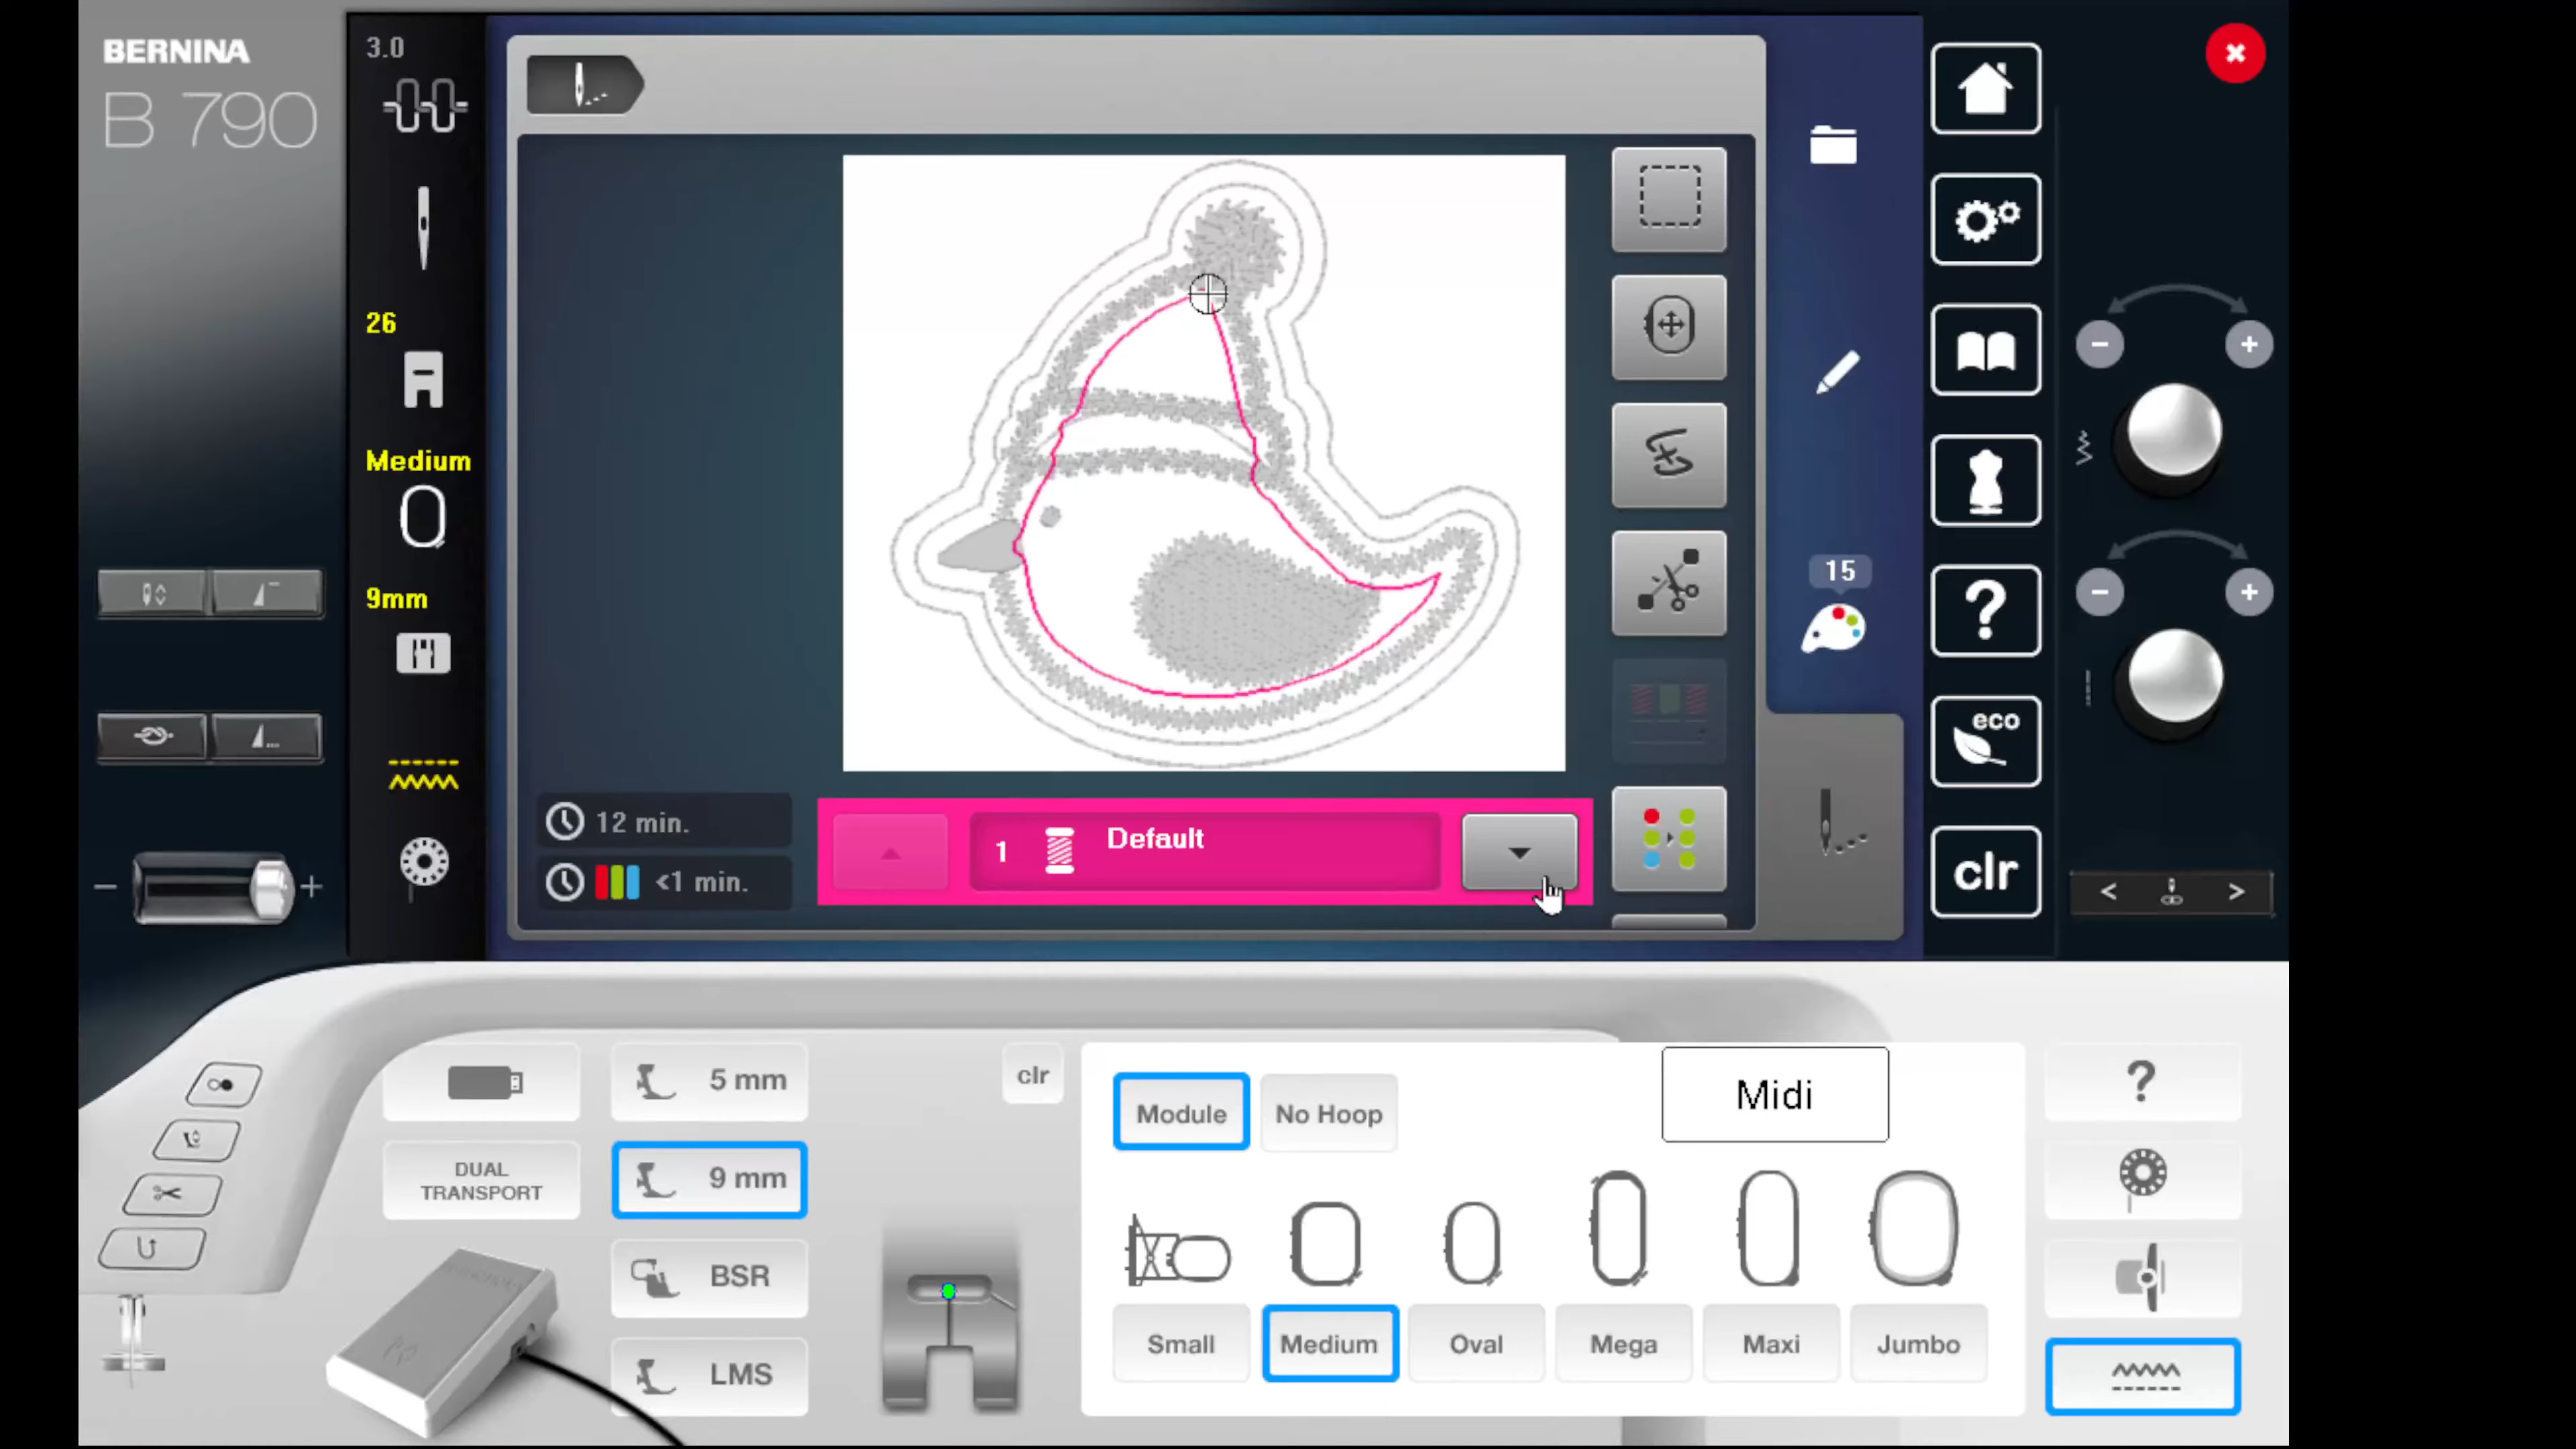 BERNINA
B 790
3.0
26
Medium
9mm
15
eco
clr
12 min.
<1 min.
1
Default
5 mm
9 mm
BSR
LMS
DUAL
TRANSPORT
clr
Module
No Hoop
Midi
Small
Medium
Oval
Mega
Maxi
Jumbo